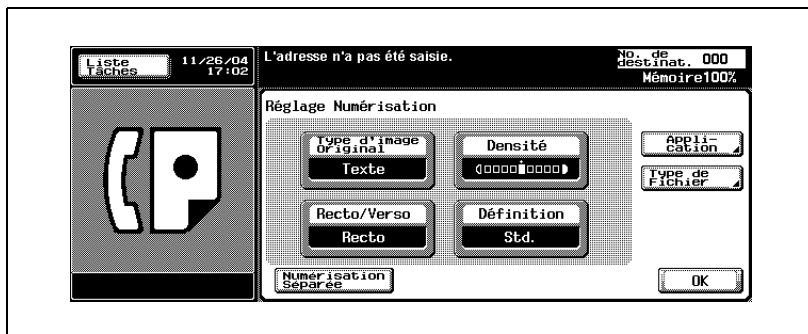 Liste
Tâches
11/26/04
17:02
L'adresse n'a pas été saisie.
No. de
destinat. 000
Mémoire100%
Réglage Numérisation
Type d'image
Original
Texte
Densité
Appli-
cation
Type de
Fichier
Recto/Verso
Recto
Définition
Std.
Numérisation
Séparée
OK